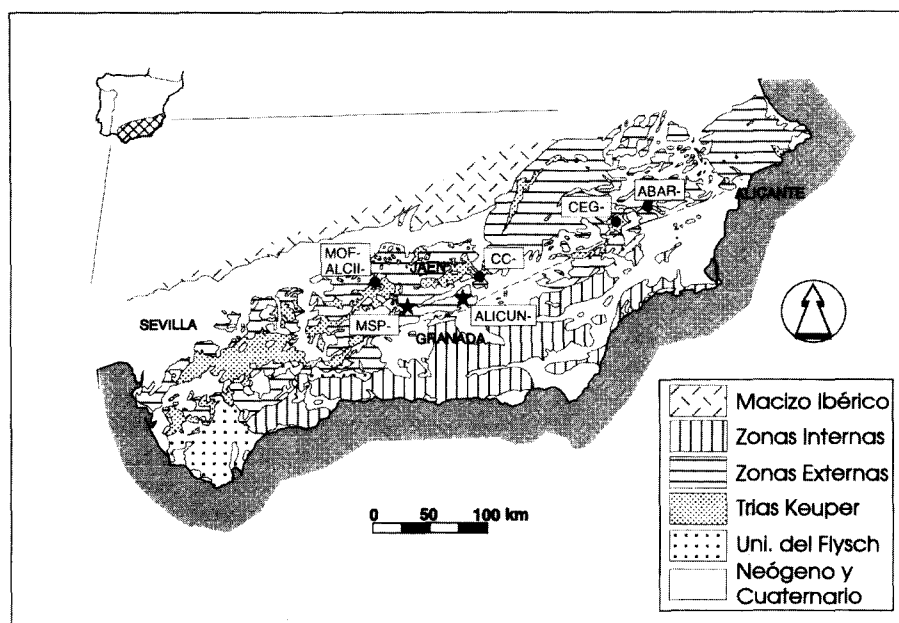 ABAR-
CEG-
ALICANTE
MOF-
ALCII-
JAEN
CC-
SEVILLA
MSP-
ALICUN-
GRANADA
0 50 100 km
Macizo Ibérico
Zonas Internas
Zonas Externas
Trias Keuper
Uni. del Flysch
Neógeno y
Cuaternario